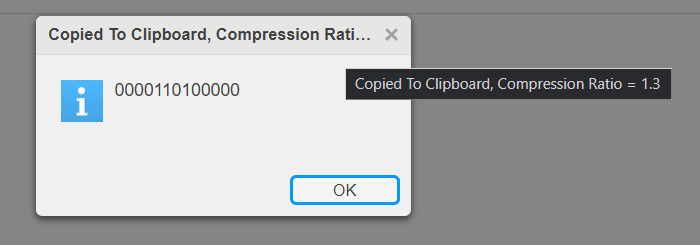 Copied To Clipboard, Compression Rati...
0000110100000
Copied To Clipboard, Compression Ratio = 1.3
OK